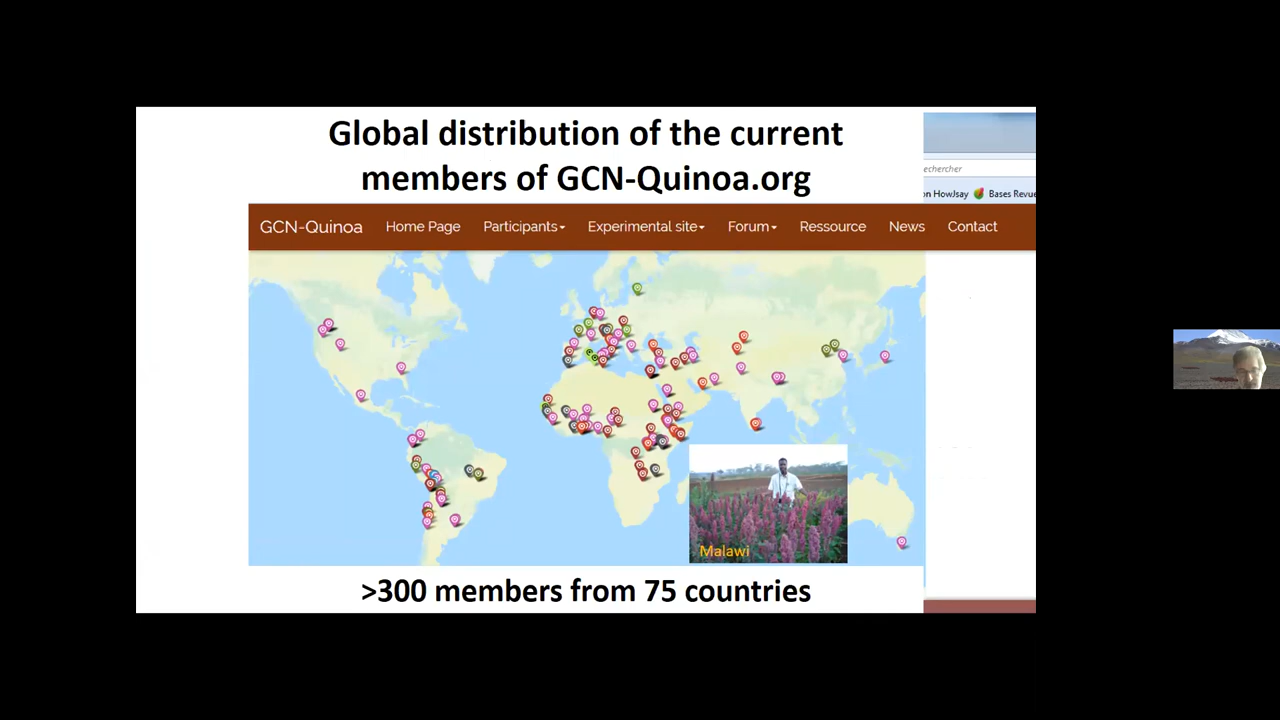 Global distribution of the current
members of GCN-Quinoa.org
echercher
on HowJsay Bases Revue
GCN-Quinoa Home Page Participants Experimental site Forum Ressource News Contact
Malawi
>300 members from 75 countries